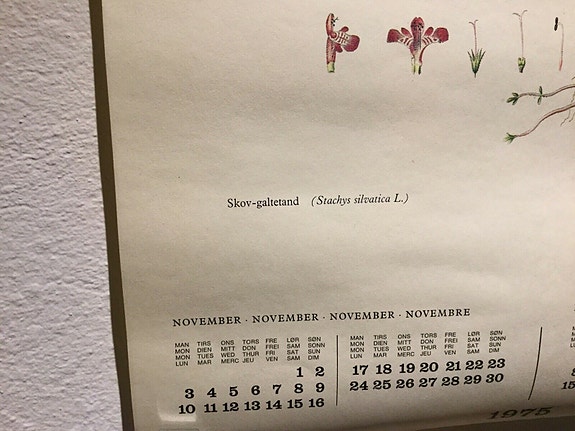 Skov-galtetand (Stachys silvatica L.)
NOVEMBER · NOVEMBER · NOVEMBER · NOVEMBRE
MAN TIRS ONS TORS FRE LØR SØN
MON DIEN MITT DON FREI SAM SONN
MON TUES WED THUR FRI SAT SUN
LUN MAR MERC JEU VEN SAM DIM
1 2
3 4 5 6 7 8 9
10 11 12 13 14 15 16
MAN TIRS ONS TORS FRE LØR SØN
MON DIEN MITT DON FREI SAM SONN
MON TUES WED THUR FRI SAT SUN
LUN MAR MERC JEU VEN SAM DIM
17 18 19 20 21 22 23
24 25 26 27 28 29 30
1975